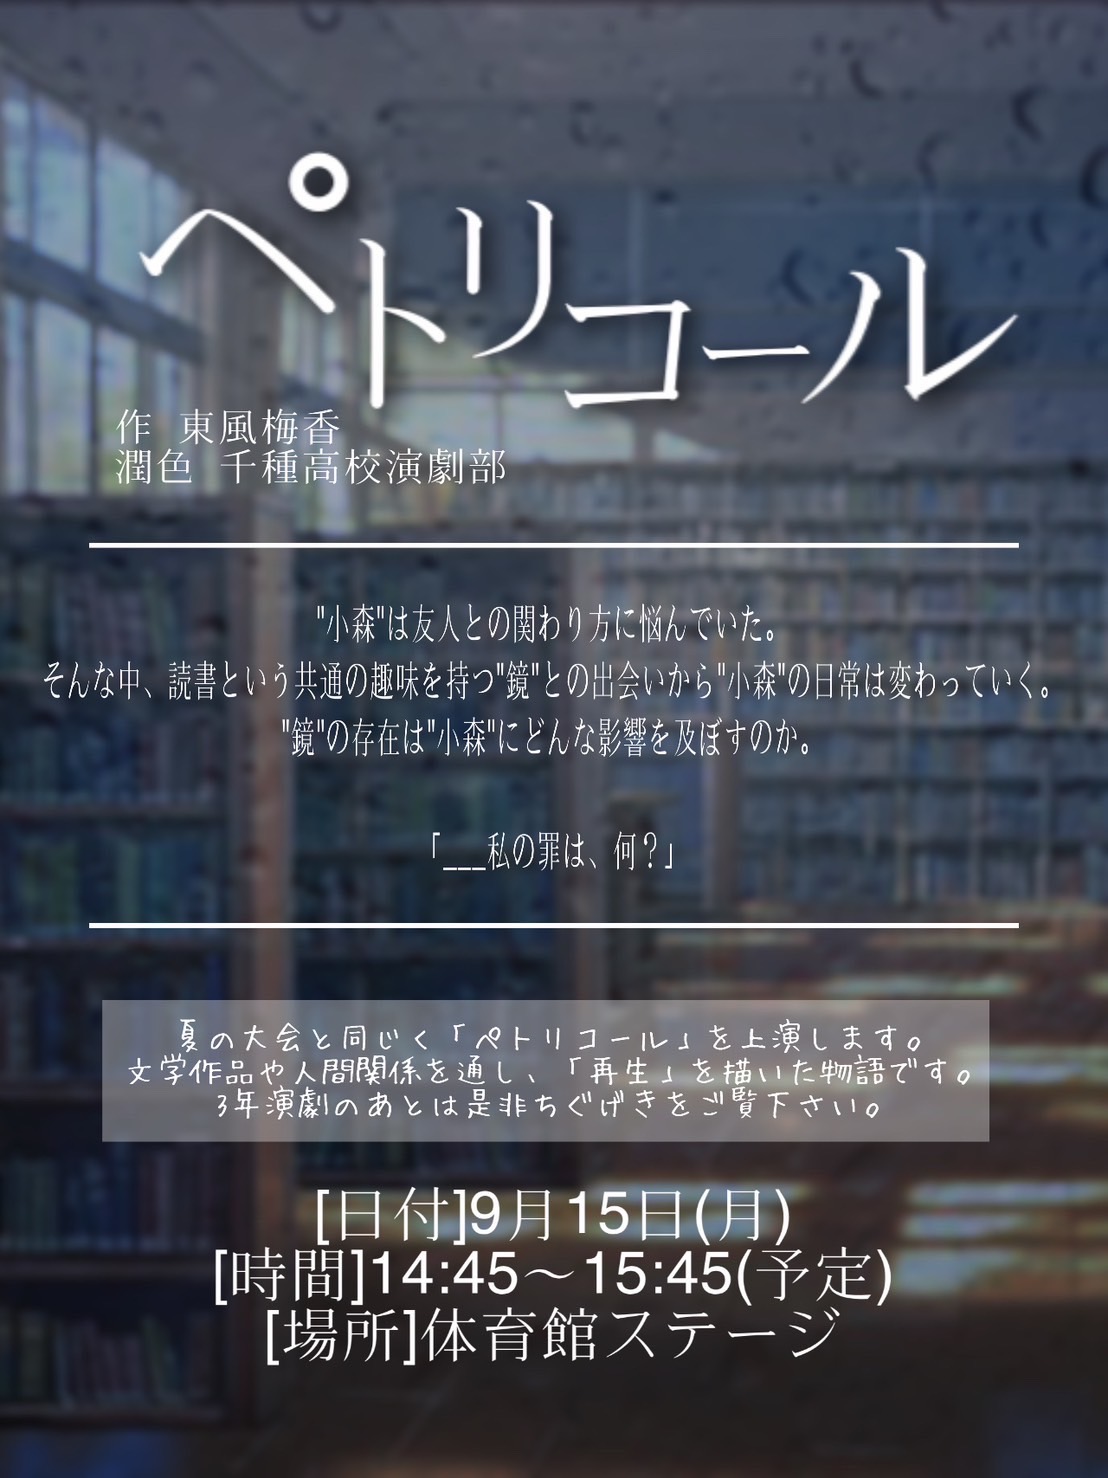 ペトリコール
作 東風梅香
潤色 千種高校演劇部
"小森"は友人との関わり方に悩んでいた。
そんな中、読書という共通の趣味を持つ"鏡"との出会いから"小森"の日常は変わっていく。
"鏡"の存在は"小森"にどんな影響を及ぼすのか。
「___私の罪は、何？」
夏の大会と同じく「ペトリコール」を上演します。
文学作品や人間関係を通し、「再生」を描いた物語です。
3年演劇のあとは是非ちぐげきをご覧下さい。
[日付]9月15日(月)
[時間]14:45〜15:45(予定)
[場所]体育館ステージ